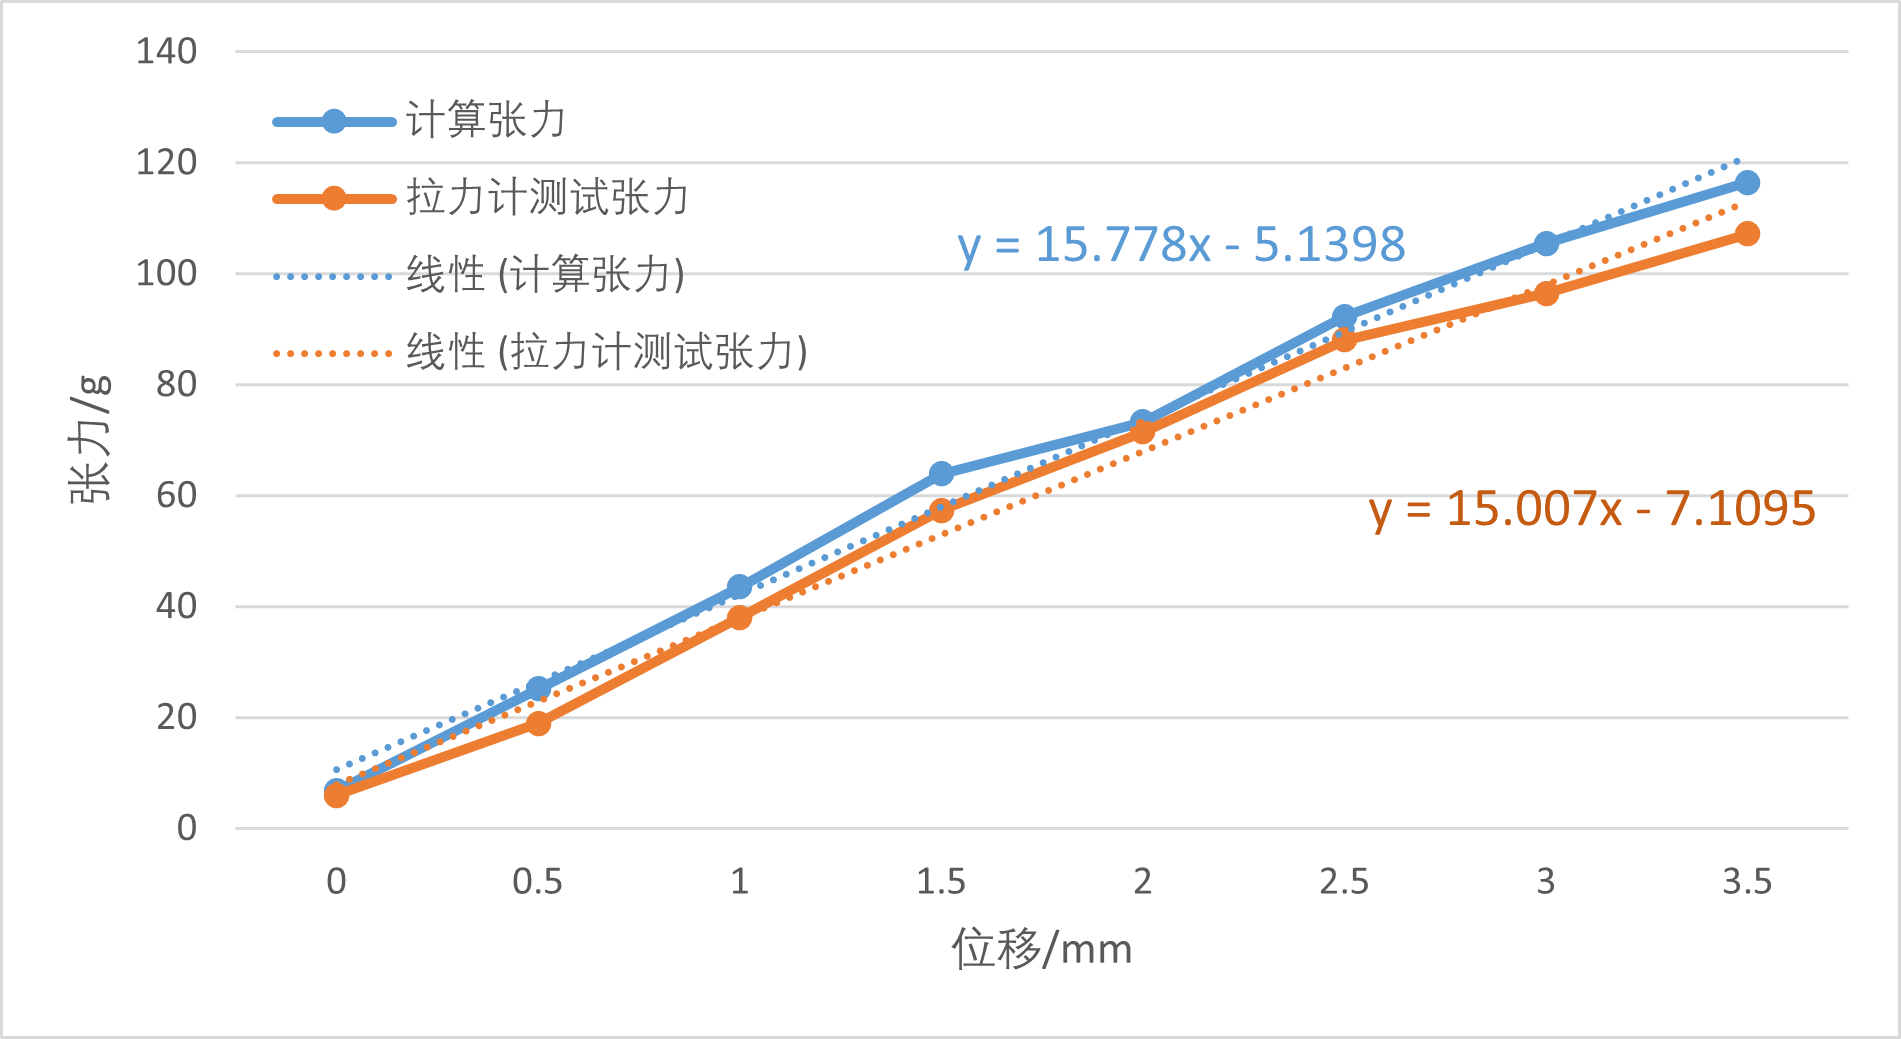 140
120
100
80
60
40
20
0
张力/g
计算张力
拉力计测试张力
线性 (计算张力)
线性 (拉力计测试张力)
y = 15.778x - 5.1398
y = 15.007x - 7.1095
0 0.5 1 1.5 2 2.5 3 3.5
位移/mm